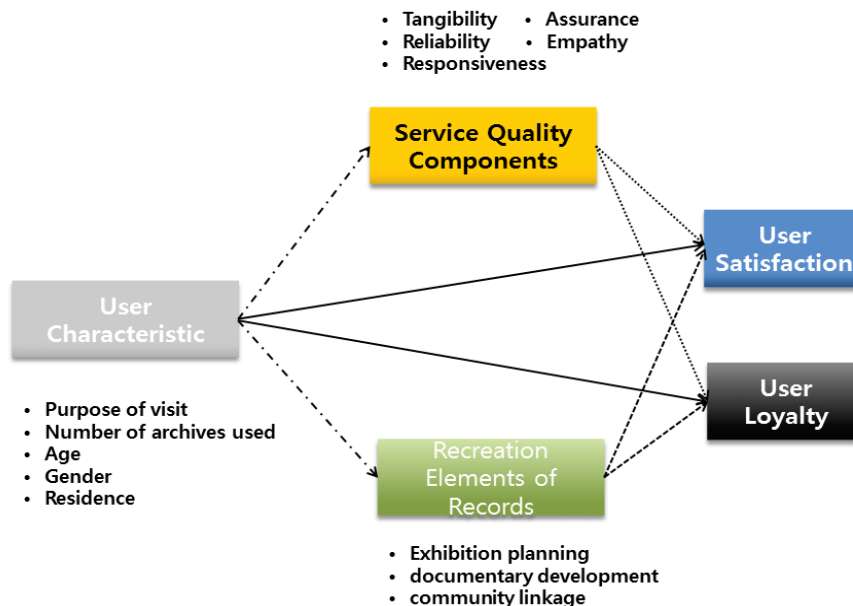 • Tangibility • Assurance
• Reliability • Empathy
• Responsiveness
Service Quality
Components
User
Satisfaction
User
Characteristic
User
Loyalty
• Purpose of visit
• Number of archives used
• Age
• Gender
• Residence
Recreation
Elements of
Records
• Exhibition planning
• documentary development
• community linkage